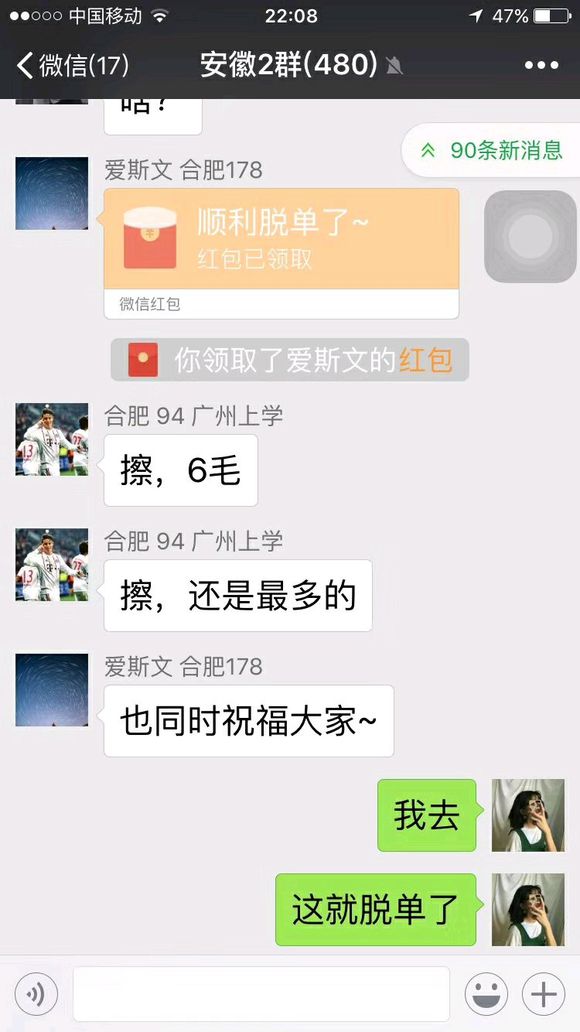 中国移动
22:08
47%
微信(17)
安徽2群(480)
啥？
90条新消息
爱斯文 合肥178
顺利脱单了~
红包已领取
微信红包
你领取了爱斯文的红包
合肥 94 广州上学
擦，6毛
合肥 94 广州上学
擦，还是最多的
爱斯文 合肥178
也同时祝福大家~
我去
这就脱单了